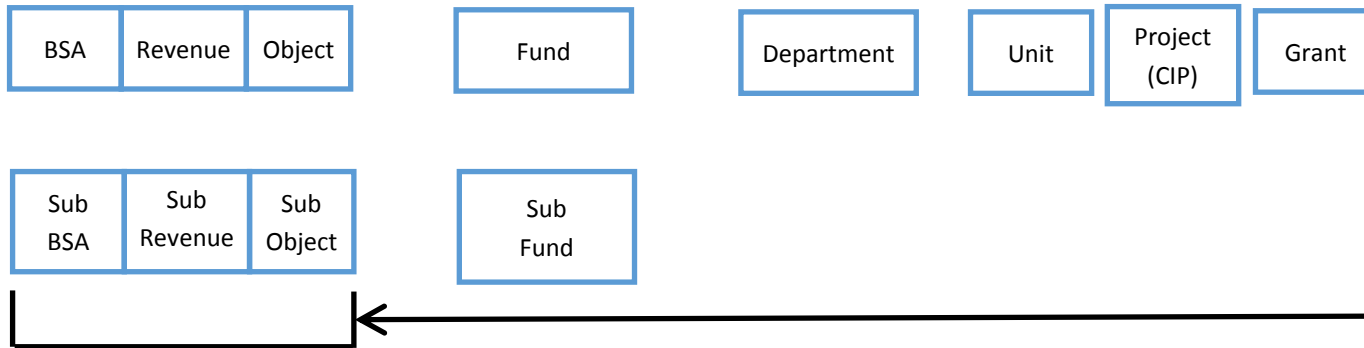 BSA
Revenue
Object
Fund
Department
Unit
Project
(CIP)
Grant
Sub
BSA
Sub
Revenue
Sub
Object
Sub
Fund